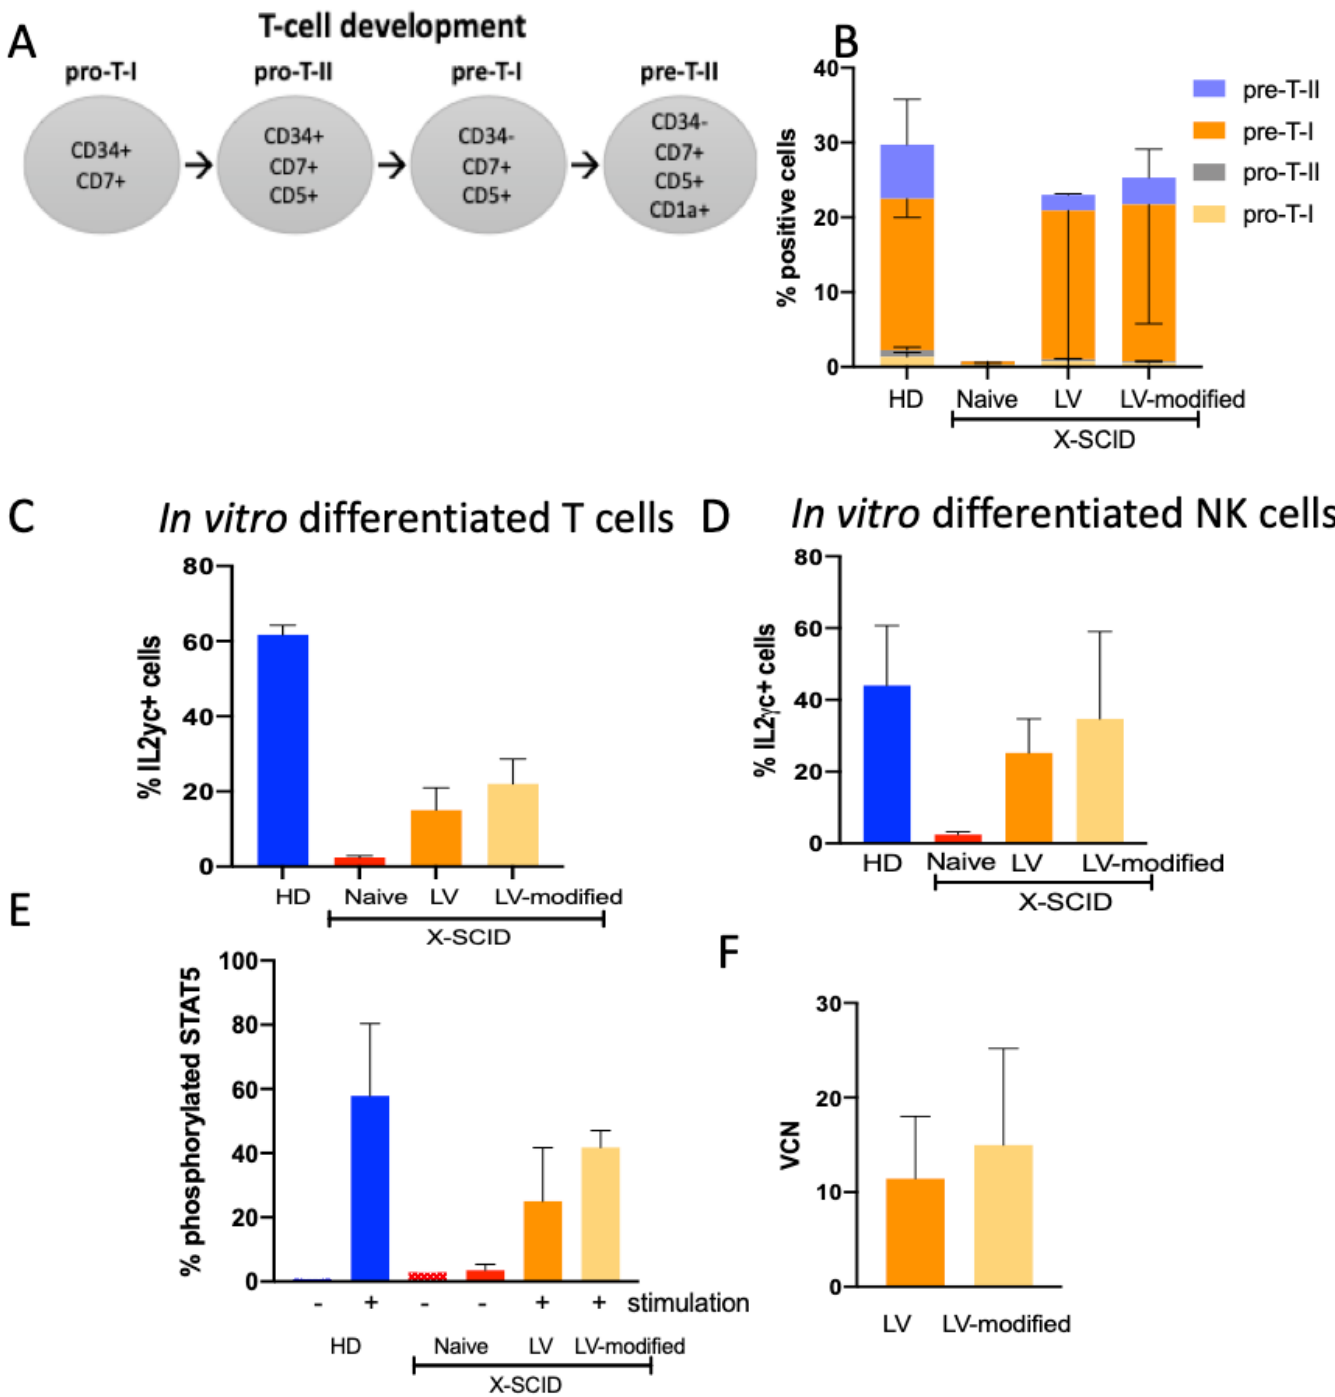 A
T-cell development
pro-T-I
pro-T-II
pre-T-I
pre-T-II
CD34+
CD7+
CD34+
CD7+
CD5+
CD34-
CD7+
CD5+
CD34-
CD7+
CD5+
CD1a+
B
% positive cells
40
30
20
10
0
HD
Naive
LV
LV-modified
X-SCID
pre-T-II
pre-T-I
pro-T-II
pro-T-I
C
In vitro differentiated T cells
% IL2yc+ cells
80
60
40
20
0
HD
Naive
LV
LV-modified
X-SCID
D
In vitro differentiated NK cells
% IL2γc+ cells
80
60
40
20
0
HD
Naive
LV
LV-modified
X-SCID
E
% phosphorylated STAT5
100
80
60
40
20
0
- + - - + + stimulation
HD
Naive
LV
LV-modified
X-SCID
F
VCN
30
20
10
0
LV
LV-modified